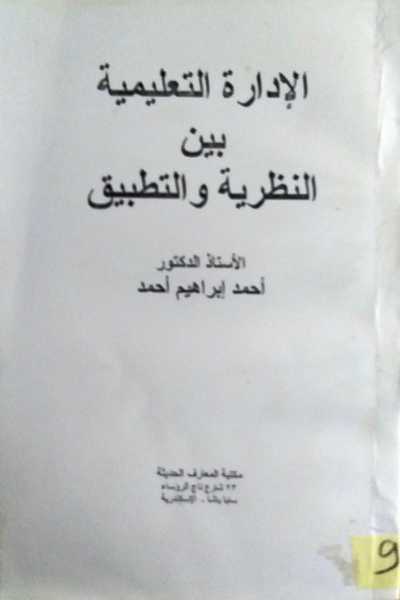 الإدارة التعليمية
بين
النظرية والتطبيق
الأستاذ الدكتور
أحمد إبراهيم أحمد
مكتبة المعارف الحديثة
٢٣ شارع تاج الرؤساء
سابا باشا - الإسكندرية
9